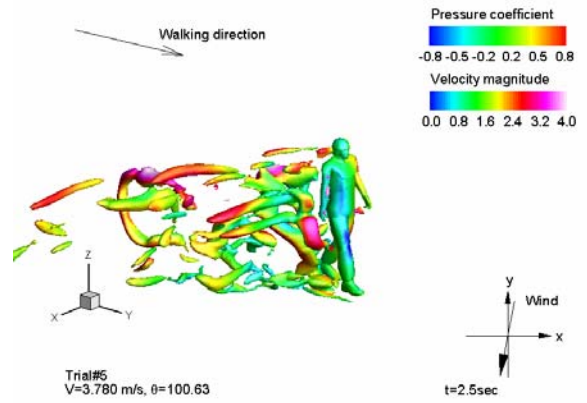 Walking direction
Pressure coefficient
-0.8 -0.5 -0.2 0.2 0.5 0.8
Velocity magnitude
0.0 0.8 1.6 2.4 3.2 4.0
Z
X
Y
y
Wind
x
t=2.5sec
Trial#5
V=3.780 m/s, θ=100.63